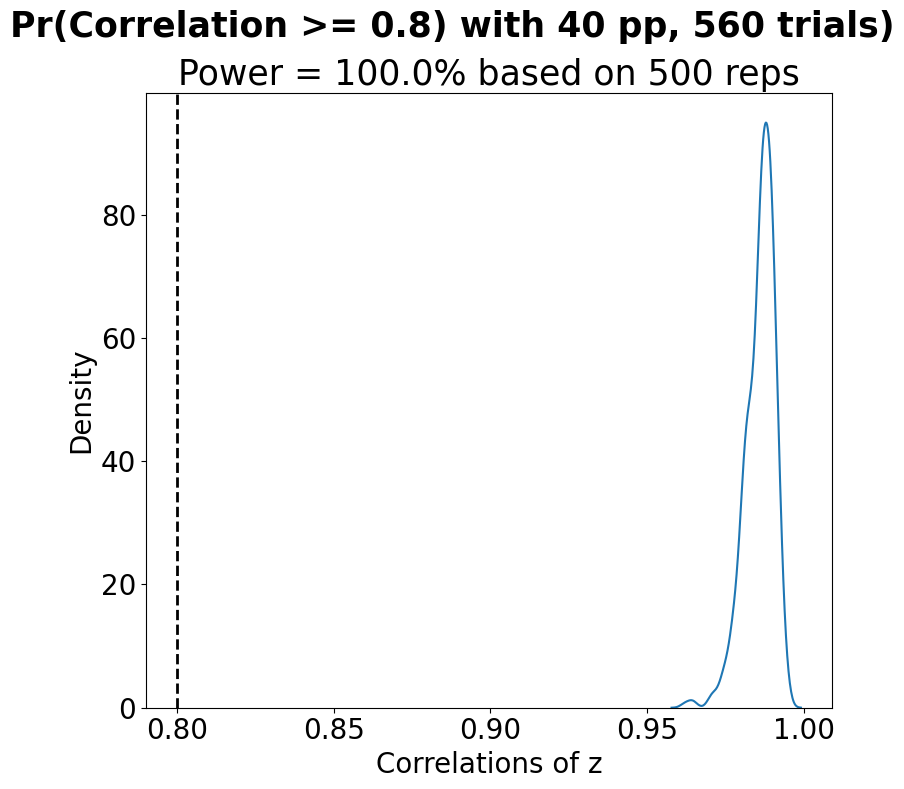 Pr(Correlation >= 0.8) with 40 pp, 560 trials)
Power = 100.0% based on 500 reps
80
60
40
20
0
Density
0.80 0.85 0.90 0.95 1.00
Correlations of z